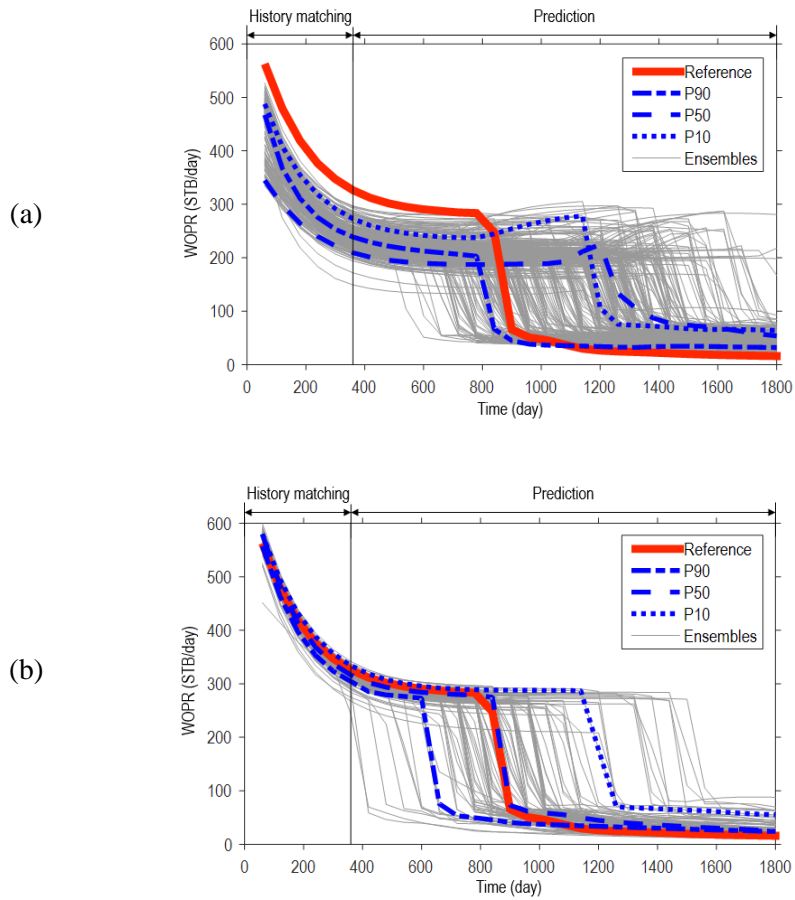 History matching Prediction
600
500
400
300
200
100
0
WOPR (STB/day)
Reference
P90
P50
P10
Ensembles
(a)
0 200 400 600 800 1000 1200 1400 1600 1800
Time (day)
History matching Prediction
600
500
400
300
200
100
0
WOPR (STB/day)
Reference
P90
P50
P10
Ensembles
(b)
0 200 400 600 800 1000 1200 1400 1600 1800
Time (day)